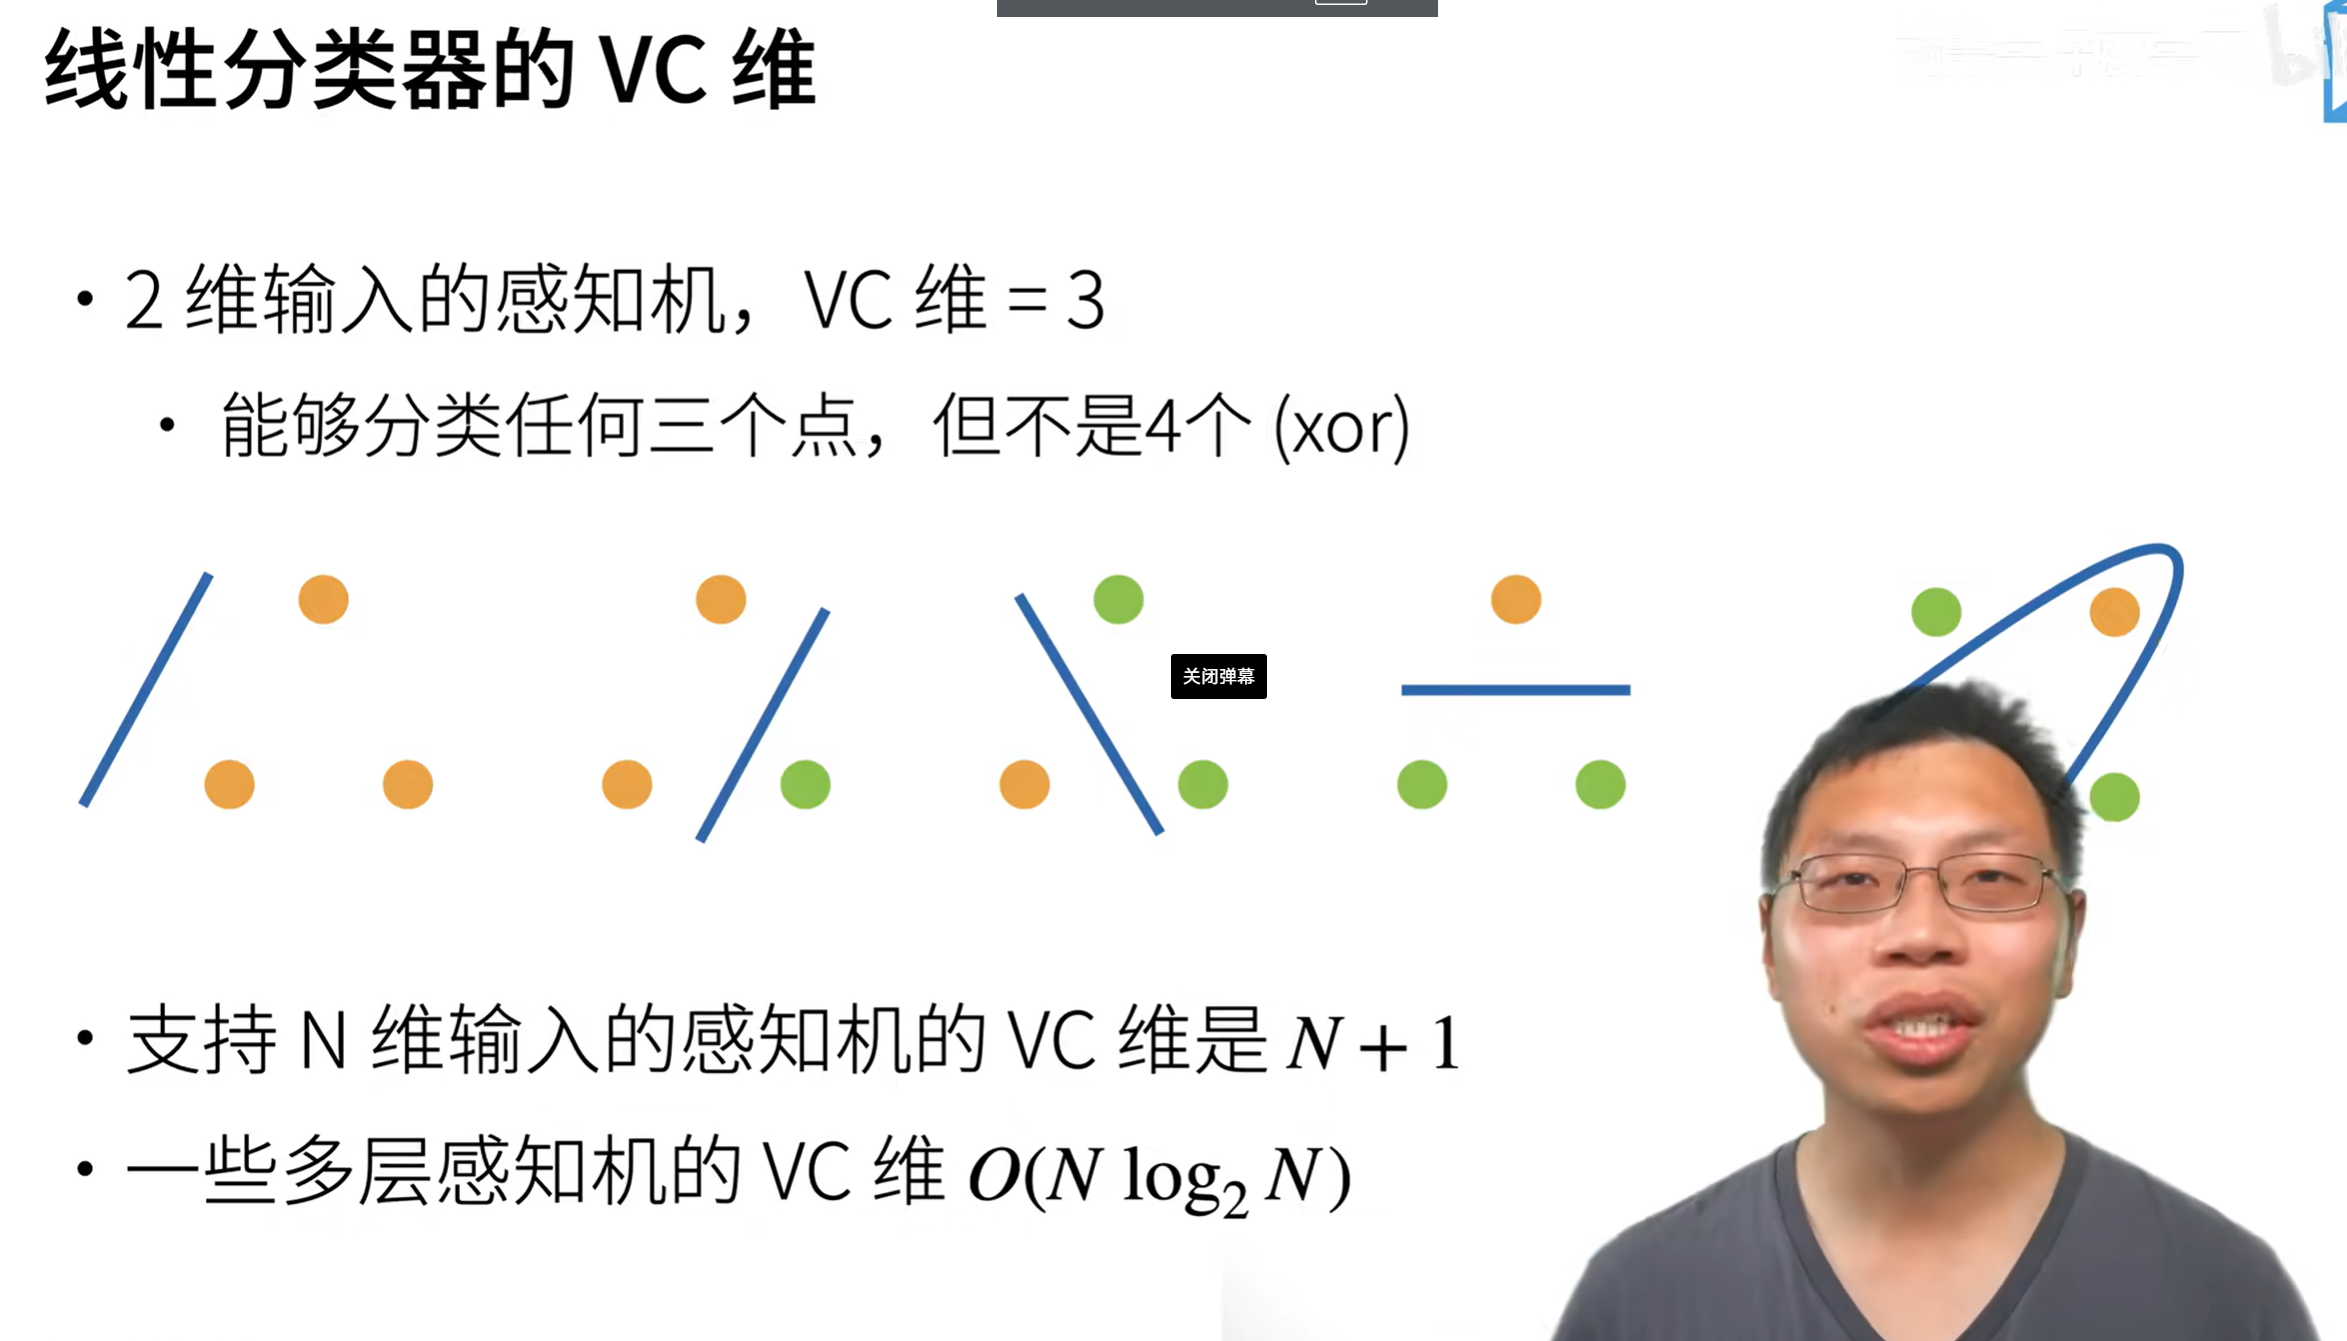 线性分类器的 VC 维
• 2 维输入的感知机，VC 维 = 3
• 能够分类任何三个点，但不是4个 (xor)
关闭弹幕
• 支持 N 维输入的感知机的 VC 维是 N + 1
• 一些多层感知机的 VC 维 O(N log₂ N)